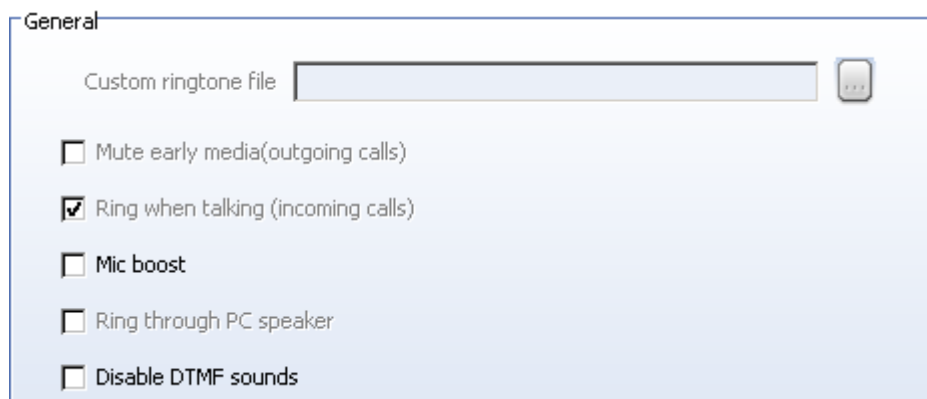 General
Custom ringtone file ...
Mute early media(outgoing calls)
Ring when talking (incoming calls)
Mic boost
Ring through PC speaker
Disable DTMF sounds